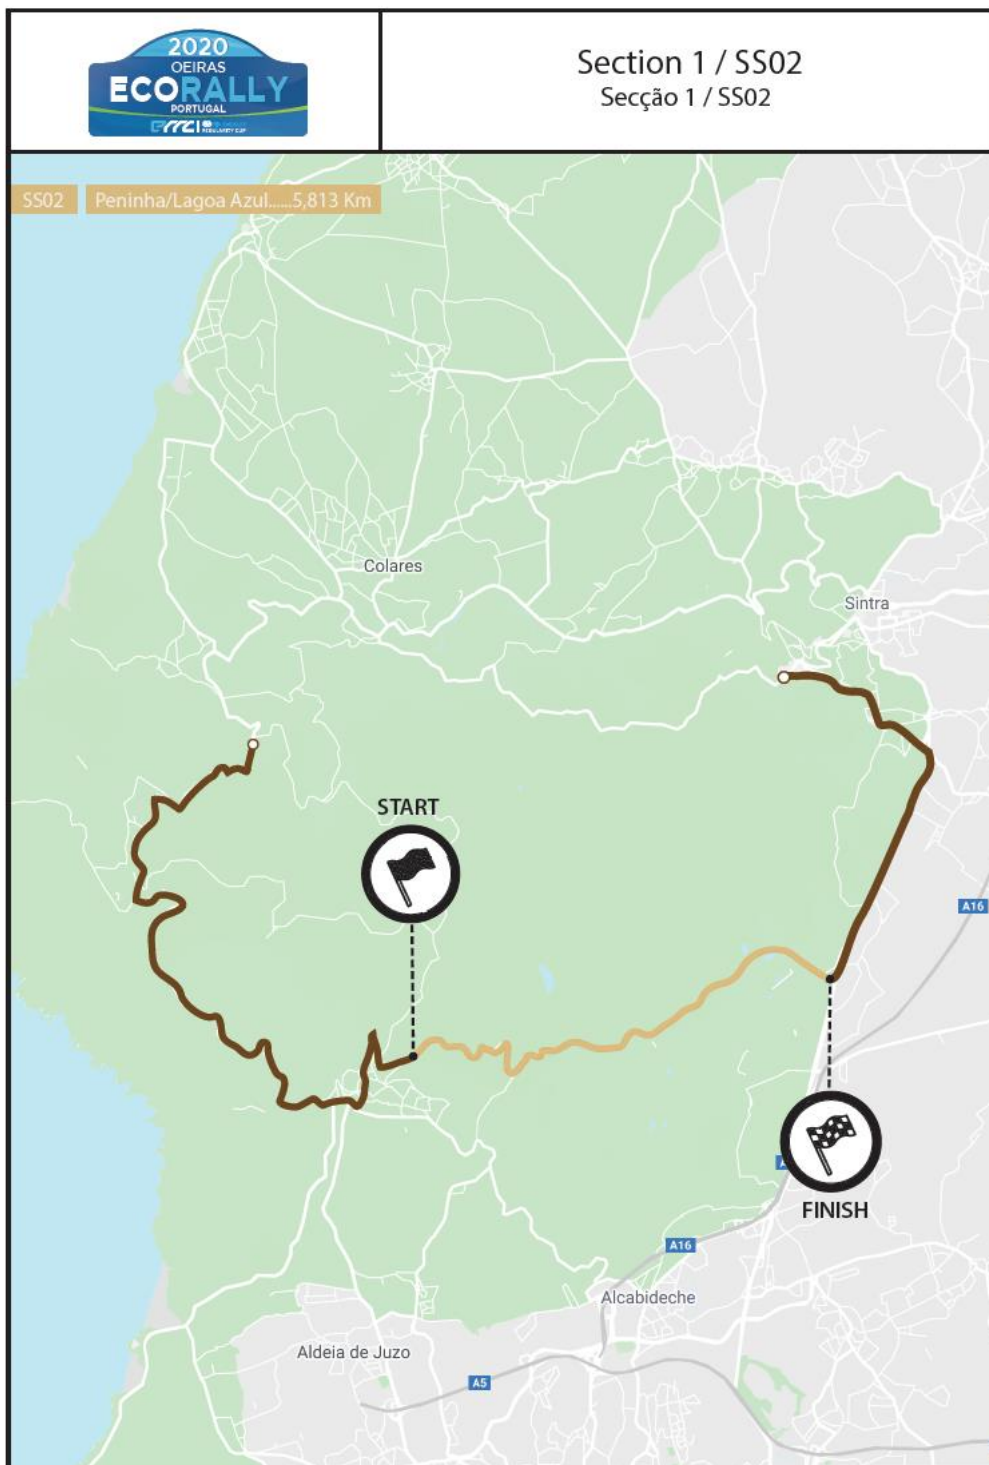 2020
OEIRAS
ECORALLY
PORTUGAL
Section 1 / SS02
Secção 1 / SS02
SS02 Peninha/Lagoa Azul......5,813 Km
Colares
Sintra
START
A16
FINISH
A16
Alcabideche
Aldeia de Juzo
A5